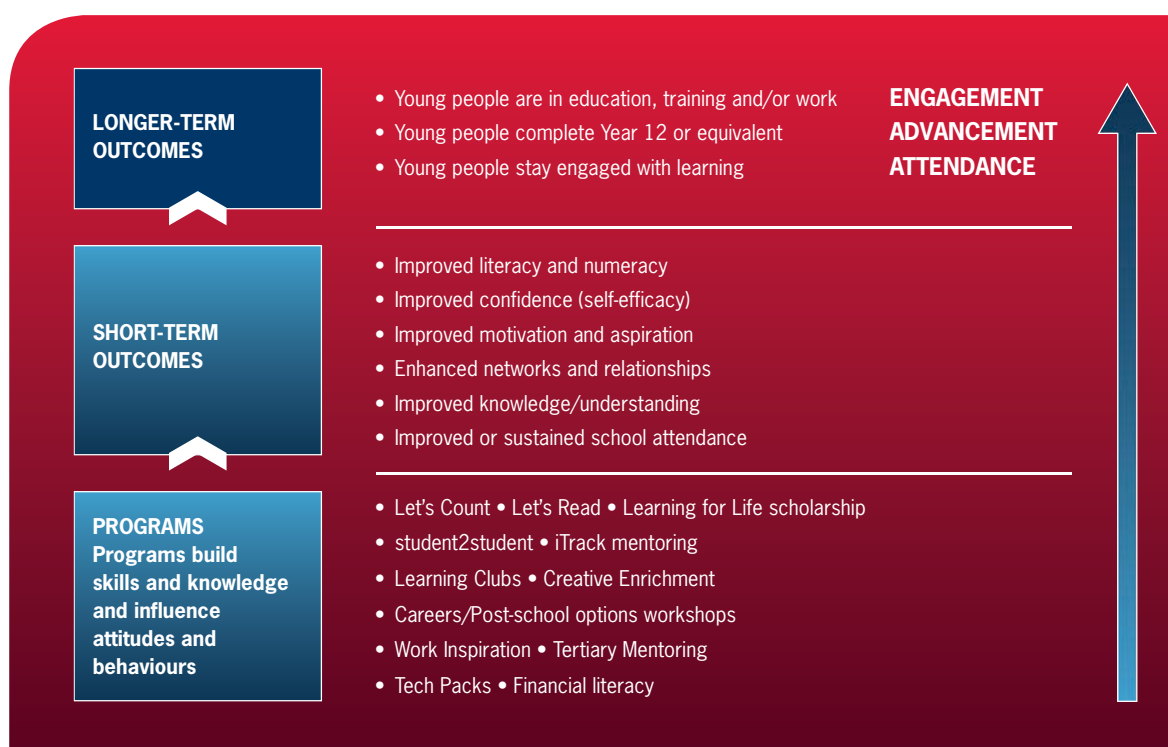 LONGER-TERM
OUTCOMES
• Young people are in education, training and/or work
• Young people complete Year 12 or equivalent
• Young people stay engaged with learning
ENGAGEMENT
ADVANCEMENT
ATTENDANCE
SHORT-TERM
OUTCOMES
• Improved literacy and numeracy
• Improved confidence (self-efficacy)
• Improved motivation and aspiration
• Enhanced networks and relationships
• Improved knowledge/understanding
• Improved or sustained school attendance
PROGRAMS
Programs build
skills and knowledge
and influence
attitudes and
behaviours
• Let's Count • Let's Read • Learning for Life scholarship
• student2student • iTrack mentoring
• Learning Clubs • Creative Enrichment
• Careers/Post-school options workshops
• Work Inspiration • Tertiary Mentoring
• Tech Packs • Financial literacy